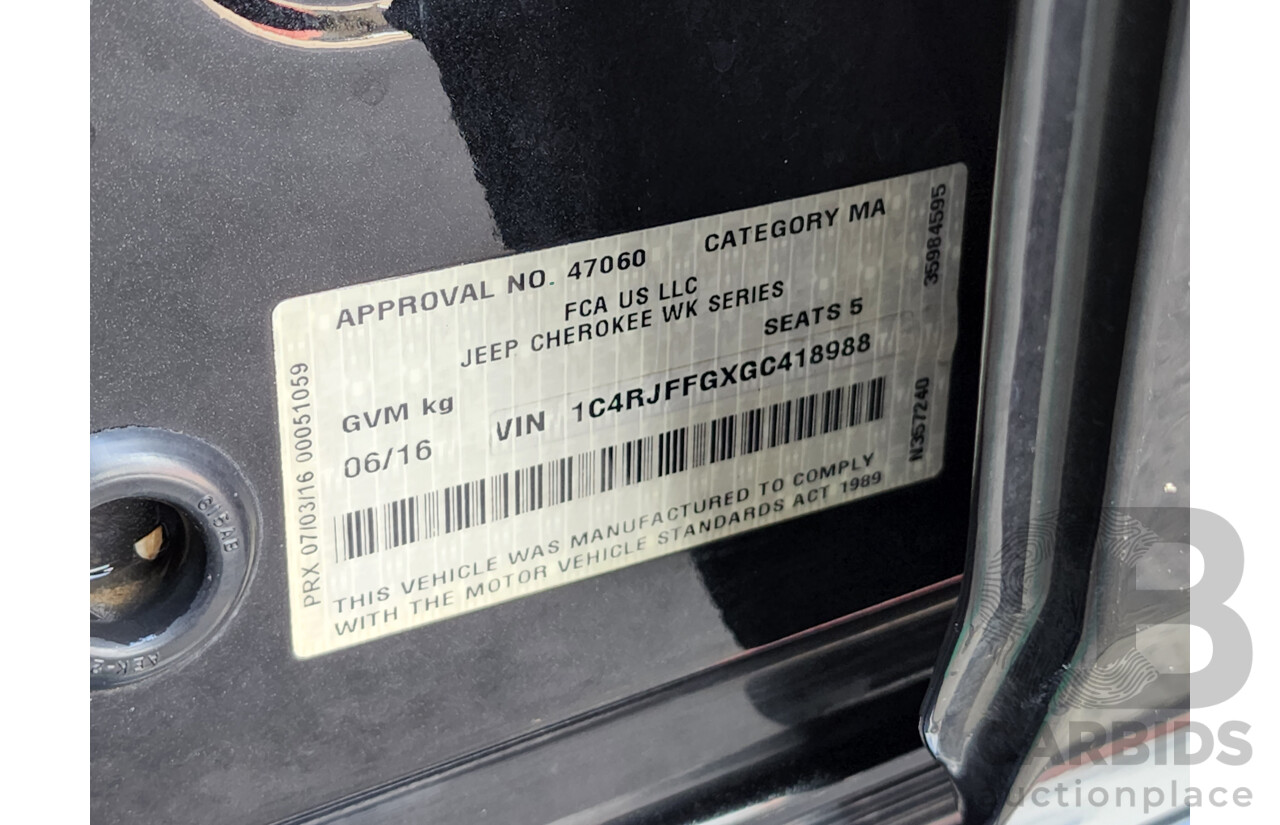 APPROVAL NO. 47060 CATEGORY MA
FCA US LLC
JEEP CHEROKEE WK SERIES
SEATS 5
GVM kg
VIN 1C4RJFFGXGC418988
06/16
THIS VEHICLE WAS MANUFACTURED TO COMPLY
WITH THE MOTOR VEHICLE STANDARDS ACT 1989
PRX 07/03/16 00051059
35984595
N357240
B
CARBIDS
auctionplace